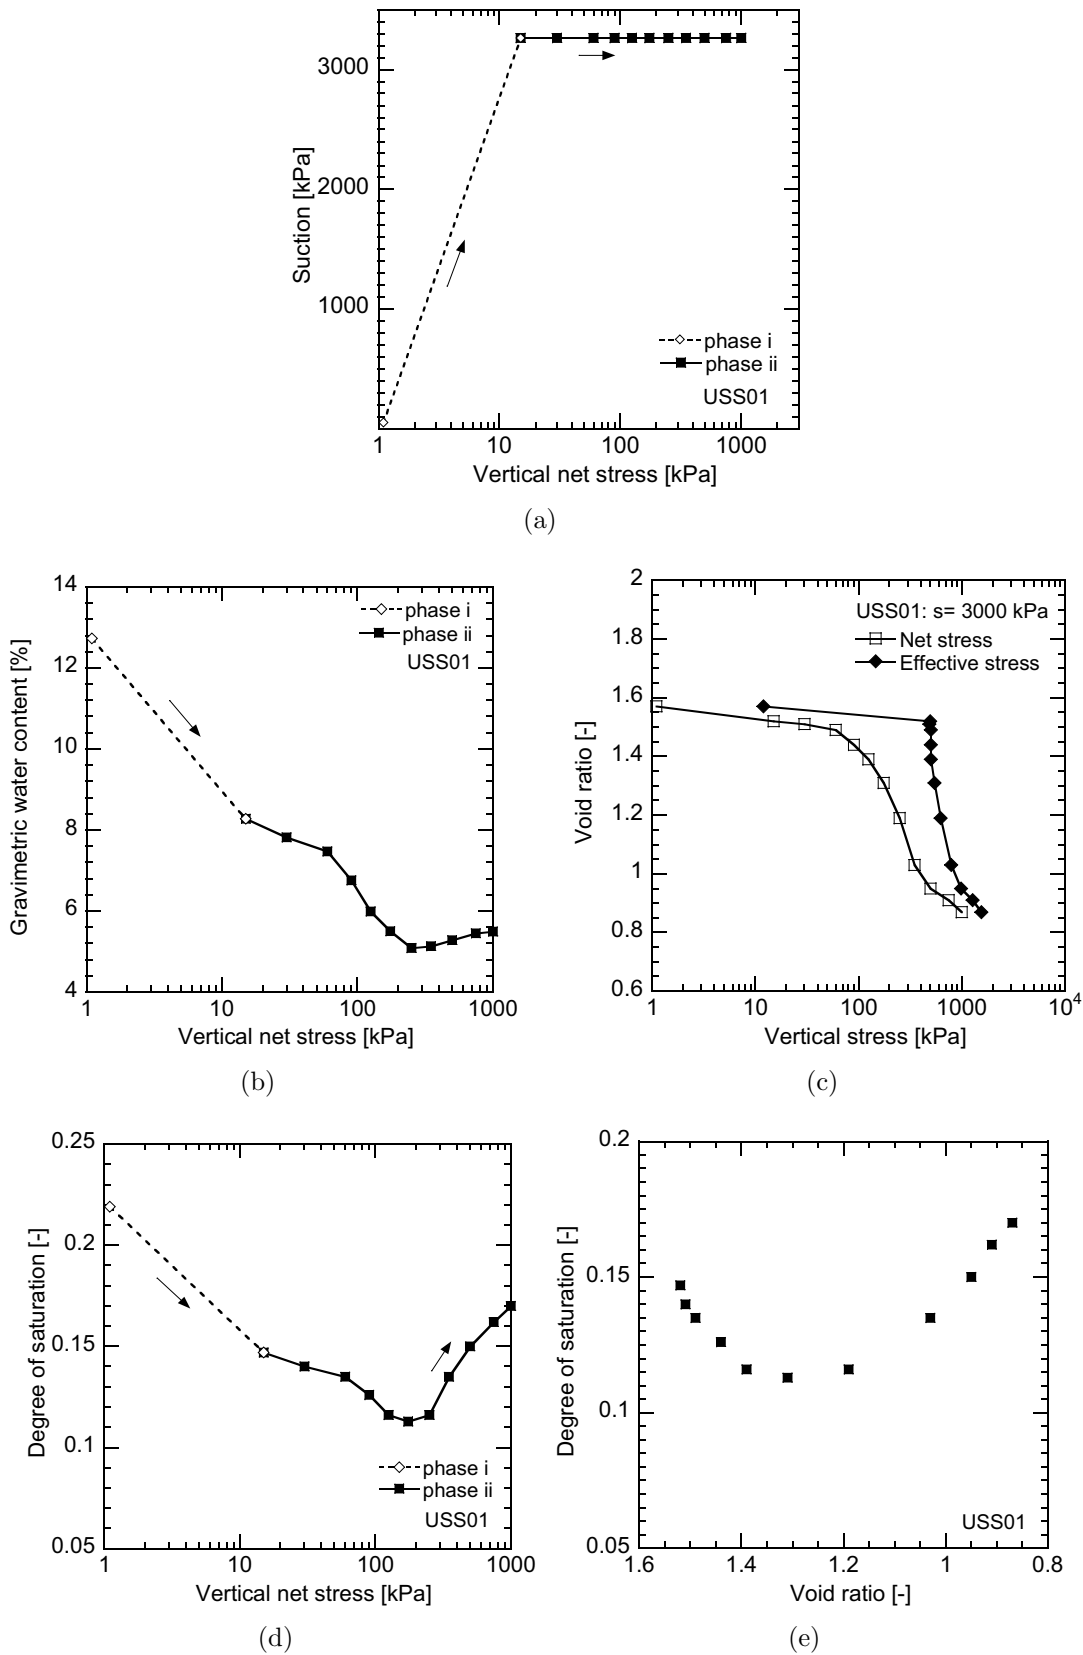 3000
2000
1000
Suction [kPa]
phase i
phase ii
USS01
1 10 100 1000
Vertical net stress [kPa]
(a)
14
12
10
8
6
4
Gravimetric water content [%]
phase i
phase ii
USS01
1 10 100 1000
Vertical net stress [kPa]
(b)
2
1.8
1.6
1.4
1.2
1
0.8
0.6
Void ratio [-]
USS01: s= 3000 kPa
Net stress
Effective stress
1 10 100 1000 10⁴
Vertical stress [kPa]
(c)
0.25
0.2
0.15
0.1
0.05
Degree of saturation [-]
phase i
phase ii
USS01
1 10 100 1000
Vertical net stress [kPa]
(d)
0.2
0.15
0.1
0.05
Degree of saturation [-]
USS01
1.6 1.4 1.2 1 0.8
Void ratio [-]
(e)